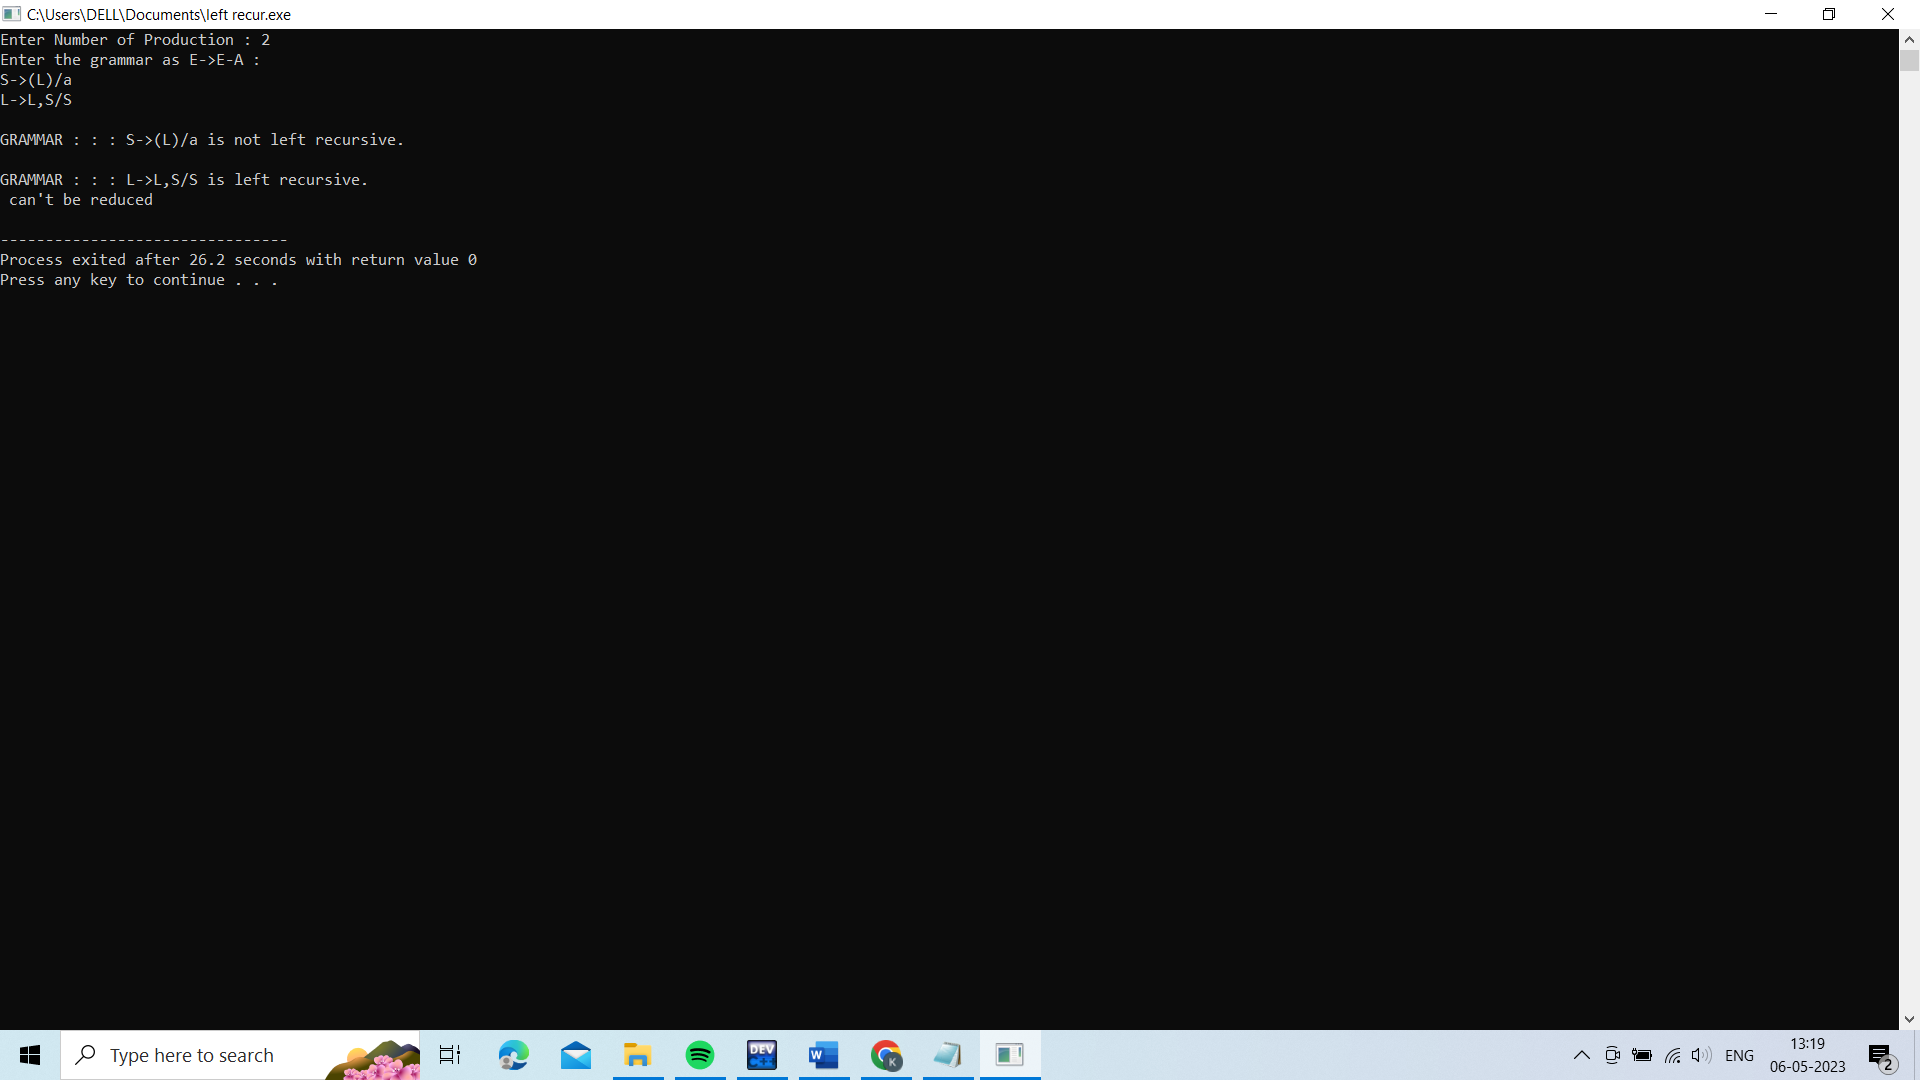 C:\Users\DELL\Documents\left recur.exe
Enter Number of Production : 2
Enter the grammar as E->E-A :
S->(L)/a
L->L,S/S
GRAMMAR : : : S->(L)/a is not left recursive.
GRAMMAR : : : L->L,S/S is left recursive.
can't be reduced
--------------------------------
Process exited after 26.2 seconds with return value 0
Press any key to continue . . .
Type here to search
DEV
C++
W
K
ENG
13:19
06-05-2023
2